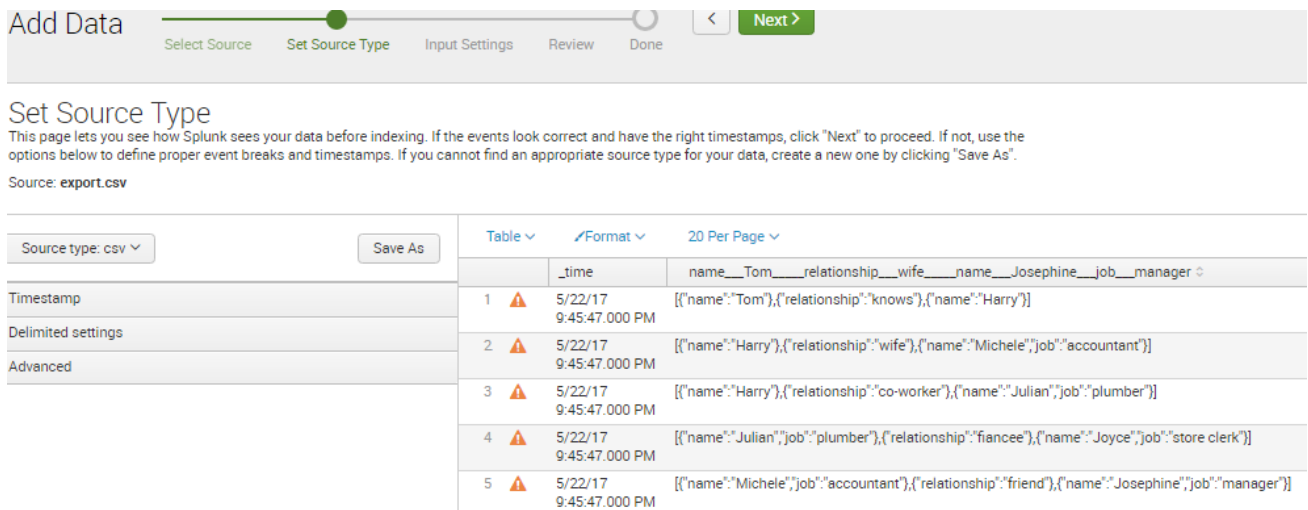 Add Data
Select Source Set Source Type Input Settings Review Done
< Next >
Set Source Type
This page lets you see how Splunk sees your data before indexing. If the events look correct and have the right timestamps, click "Next" to proceed. If not, use the
options below to define proper event breaks and timestamps. If you cannot find an appropriate source type for your data, create a new one by clicking "Save As".
Source: export.csv
Source type: csv
Save As
Timestamp
Delimited settings
Advanced
Table Format 20 Per Page
_time name___Tom_____relationship___wife_____name___Josephine___job___manager
1 5/22/17 [{"name":"Tom"},{"relationship":"knows"},{"name":"Harry"}]
9:45:47.000 PM
2 5/22/17 [{"name":"Harry"},{"relationship":"wife"},{"name":"Michele","job":"accountant"}]
9:45:47.000 PM
3 5/22/17 [{"name":"Harry"},{"relationship":"co-worker"},{"name":"Julian","job":"plumber"}]
9:45:47.000 PM
4 5/22/17 [{"name":"Julian","job":"plumber"},{"relationship":"fiancee"},{"name":"Joyce","job":"store clerk"}]
9:45:47.000 PM
5 5/22/17 [{"name":"Michele","job":"accountant"},{"relationship":"friend"},{"name":"Josephine","job":"manager"}]
9:45:47.000 PM